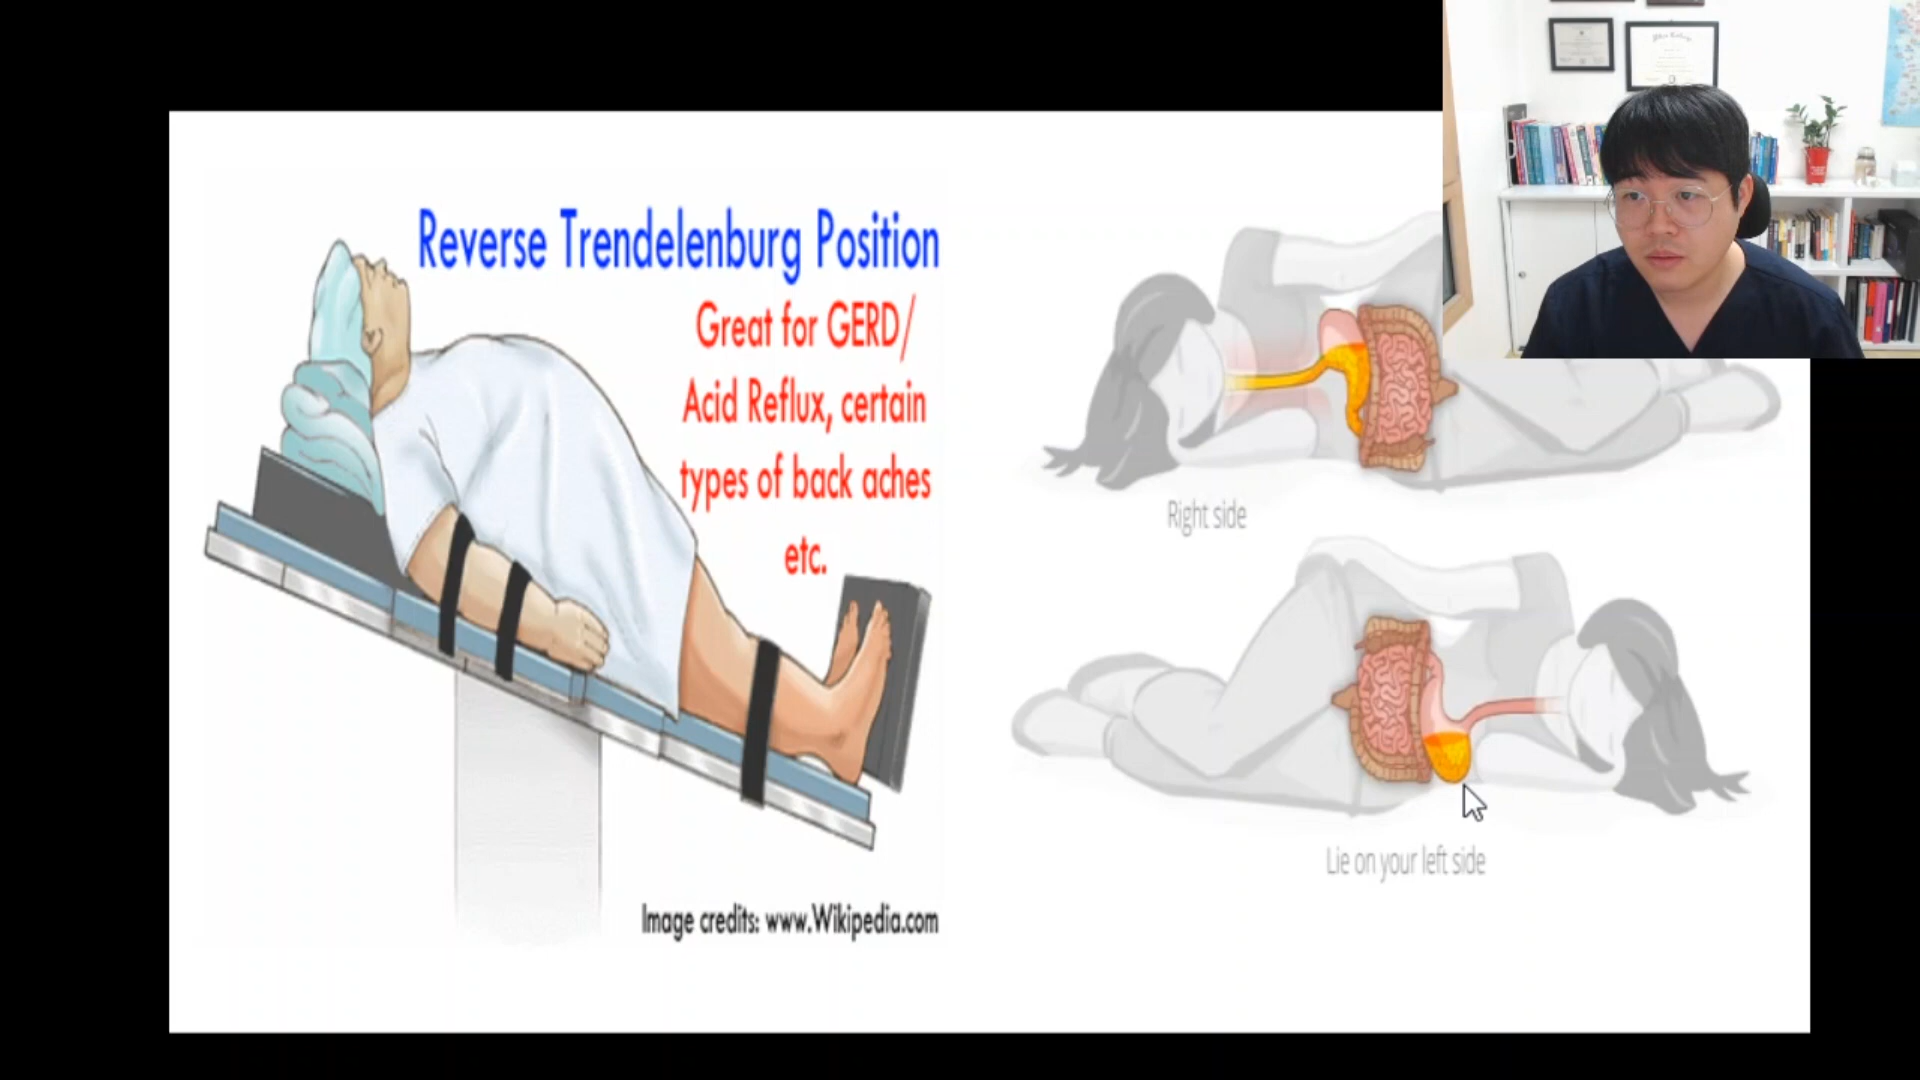 Reverse Trendelenburg Position
Great for GERD/
Acid Reflux, certain
types of back aches
etc.
Image credits: www.Wikipedia.com
Right side
Lie on your left side